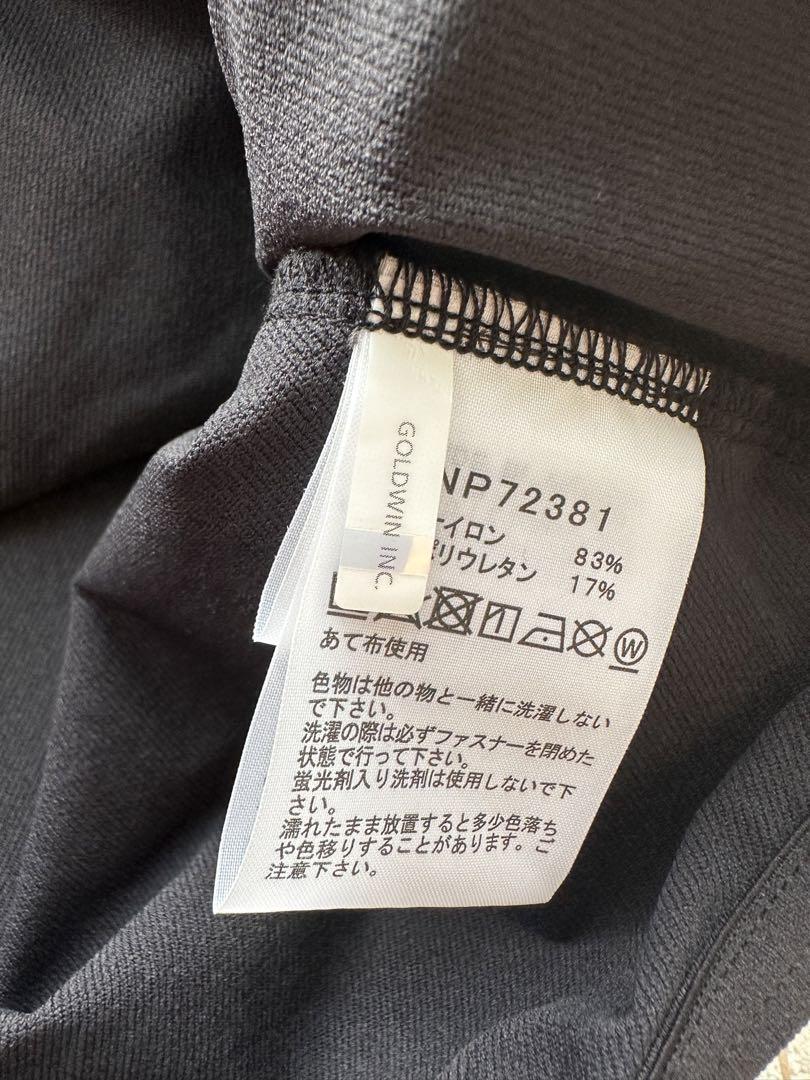 GOLDWIN INC.
NP72381
イロン 83%
リウレタン 17%
W
あて布使用
色物は他の物と一緒に洗濯しない
で下さい。
洗濯の際は必ずファスナーを閉めた
状態で行って下さい。
蛍光剤入り洗剤は使用しないで下
さい。
濡れたまま放置すると多少色落ち
や色移りすることがあります。ご
注意下さい。